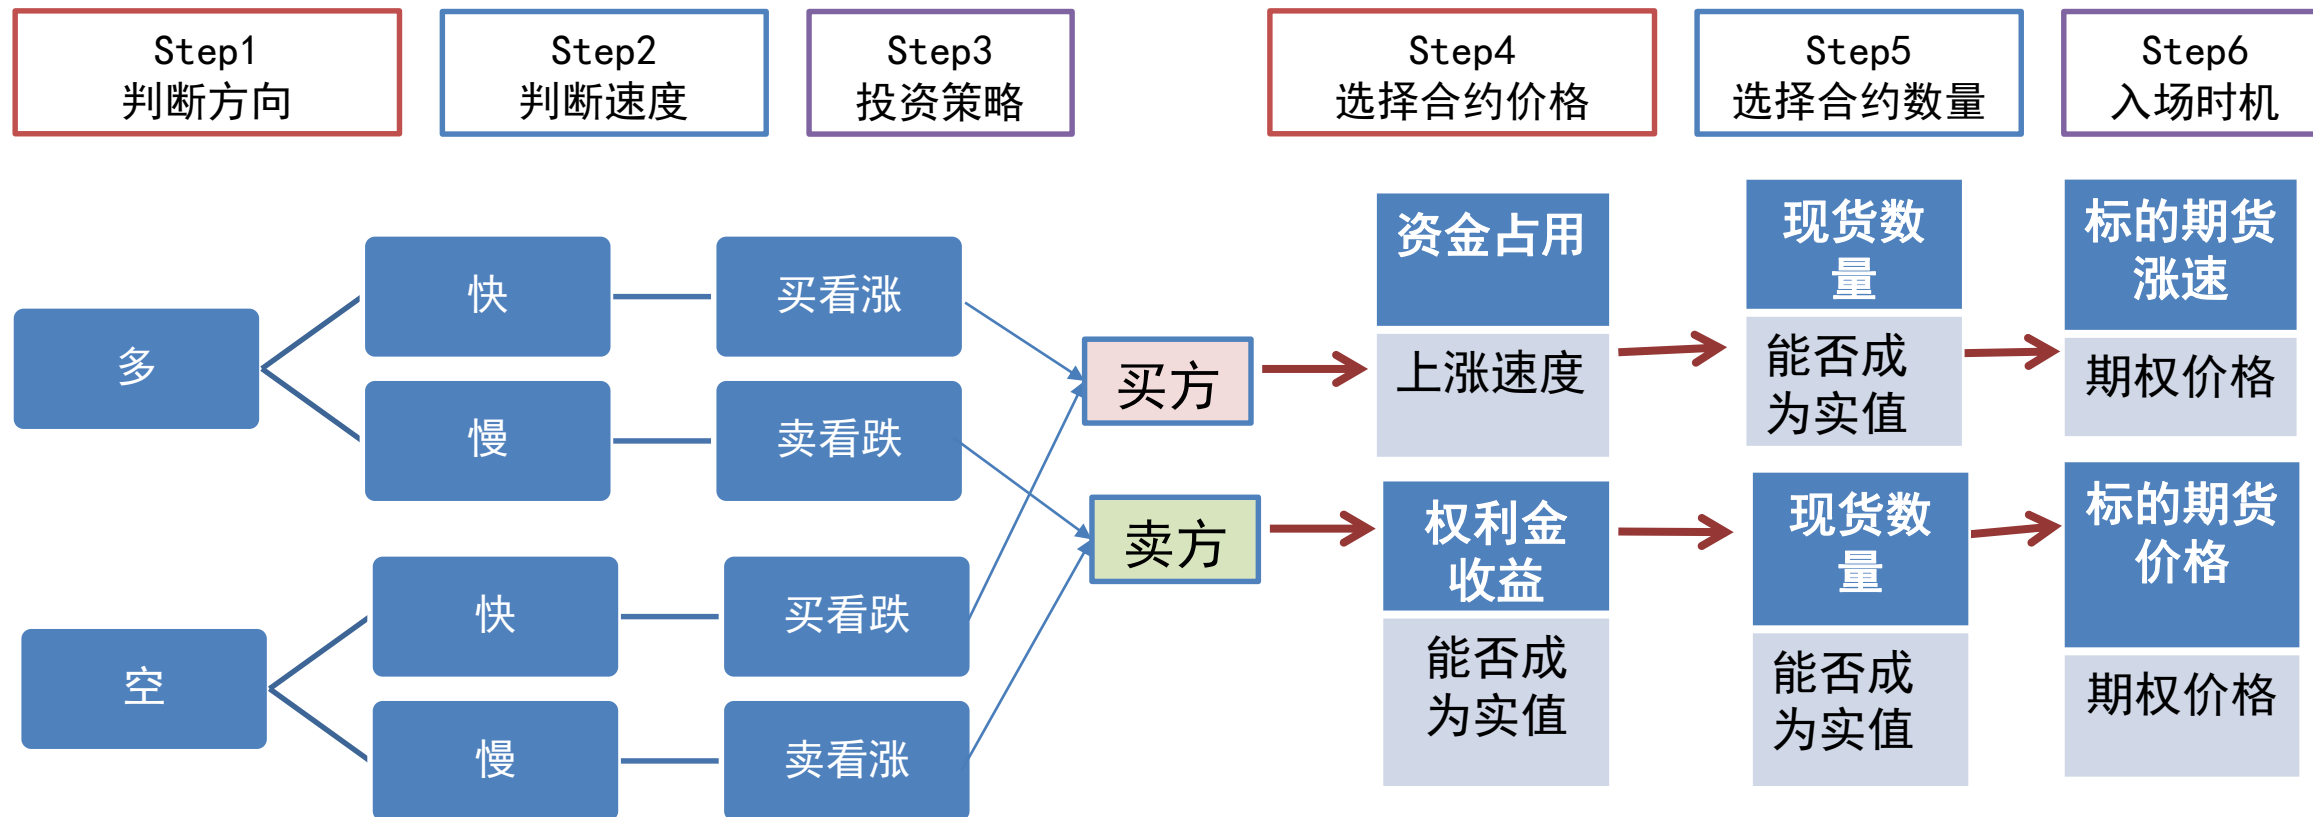 Step1
判断方向
Step2
判断速度
Step3
投资策略
Step4
选择合约价格
Step5
选择合约数量
Step6
入场时机
多
快
买看涨
慢
卖看跌
空
快
买看跌
慢
卖看涨
买方
资金占用
上涨速度
现货数
量
能否成
为实值
标的期货
涨速
期权价格
卖方
权利金
收益
能否成
为实值
现货数
量
能否成
为实值
标的期货
价格
期权价格